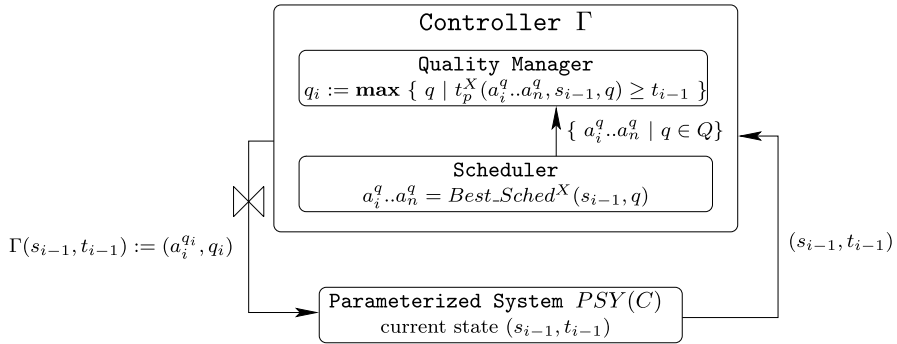 Controller Γ
Quality Manager
q_i := max { q | t_p^X(a_i^q..a_n^q, s_{i−1}, q) ≥ t_{i−1} }
{ a_i^q..a_n^q | q ∈ Q}
Scheduler
a_i^q..a_n^q = Best_Sched^X(s_{i−1}, q)
Γ(s_{i−1}, t_{i−1}) := (a_i^{q_i}, q_i)
(s_{i−1}, t_{i−1})
Parameterized System PSY(C)
current state (s_{i−1}, t_{i−1})